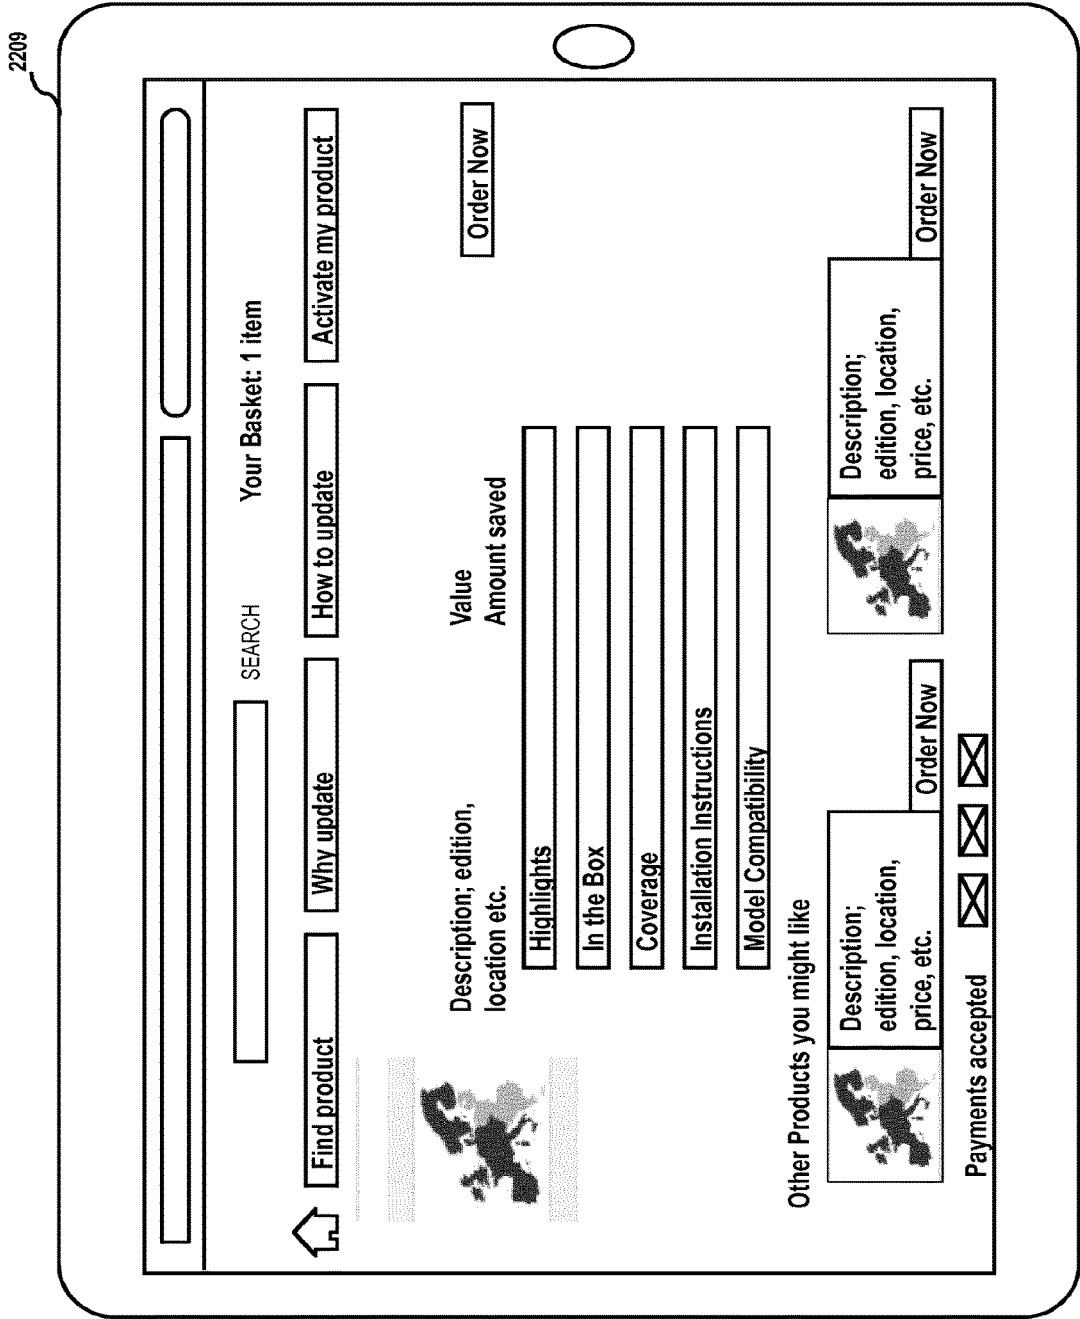 2209
SEARCH
Your Basket: 1 item
Find product
Why update
How to update
Activate my product
Description; edition,
location etc.
Value
Amount saved
Order Now
Highlights
In the Box
Coverage
Installation Instructions
Model Compatibility
Other Products you might like
Description;
edition, location,
price, etc.
Order Now
Description;
edition, location,
price, etc.
Order Now
Payments accepted